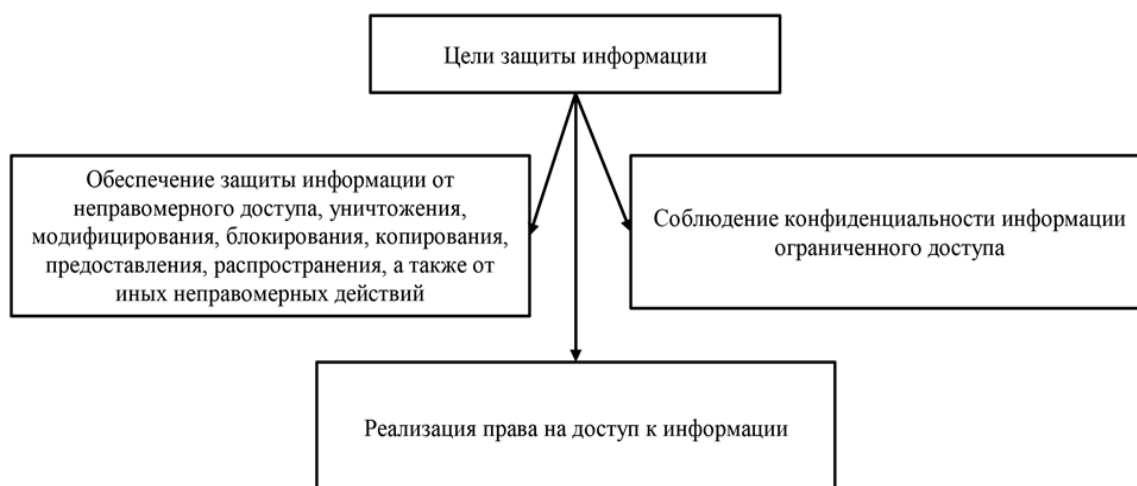 Цели защиты информации
Обеспечение защиты информации от
неправомерного доступа, уничтожения,
модифицирования, блокирования, копирования,
предоставления, распространения, а также от
иных неправомерных действий
Соблюдение конфиденциальности информации
ограниченного доступа
Реализация права на доступ к информации